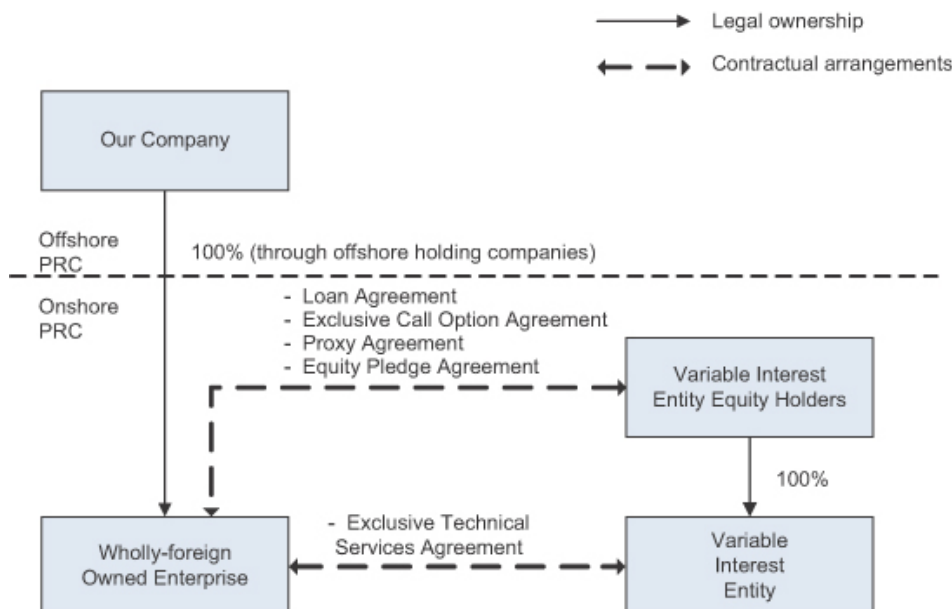 Legal ownership
Contractual arrangements
Our Company
Offshore
PRC
100% (through offshore holding companies)
Onshore
PRC
- Loan Agreement
- Exclusive Call Option Agreement
- Proxy Agreement
- Equity Pledge Agreement
Variable Interest
Entity Equity Holders
100%
- Exclusive Technical
Services Agreement
Wholly-foreign
Owned Enterprise
Variable
Interest
Entity